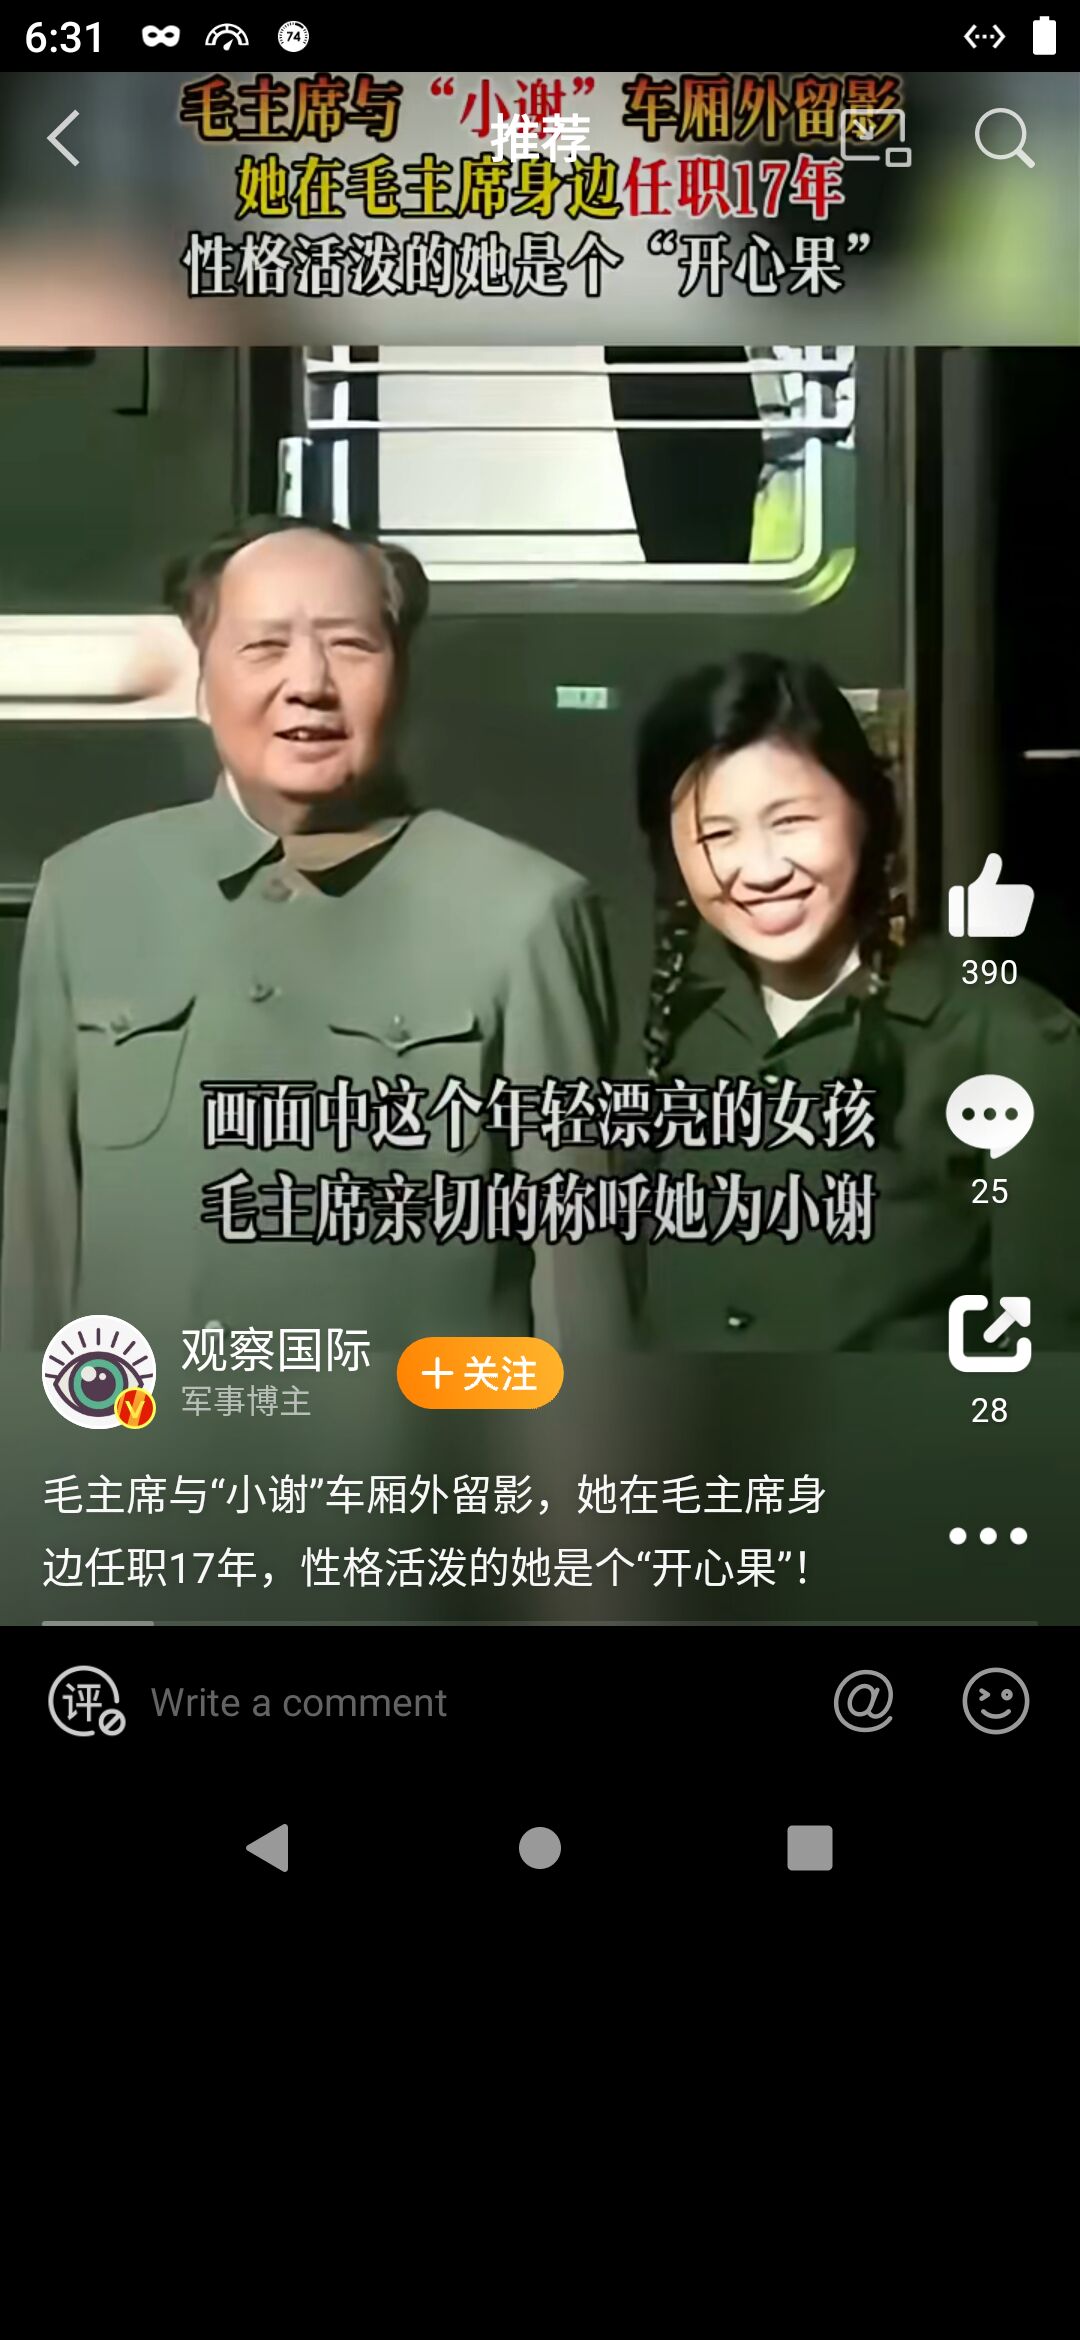 6:31
74
毛主席与“小谢”车厢外留影
推荐
她在毛主席身边任职17年
性格活泼的她是个“开心果”
390
画面中这个年轻漂亮的女孩
25
毛主席亲切的称呼她为小谢
观察国际
军事博主
+关注
28
毛主席与“小谢”车厢外留影，她在毛主席身
边任职17年，性格活泼的她是个“开心果”！
评
Write a comment
@